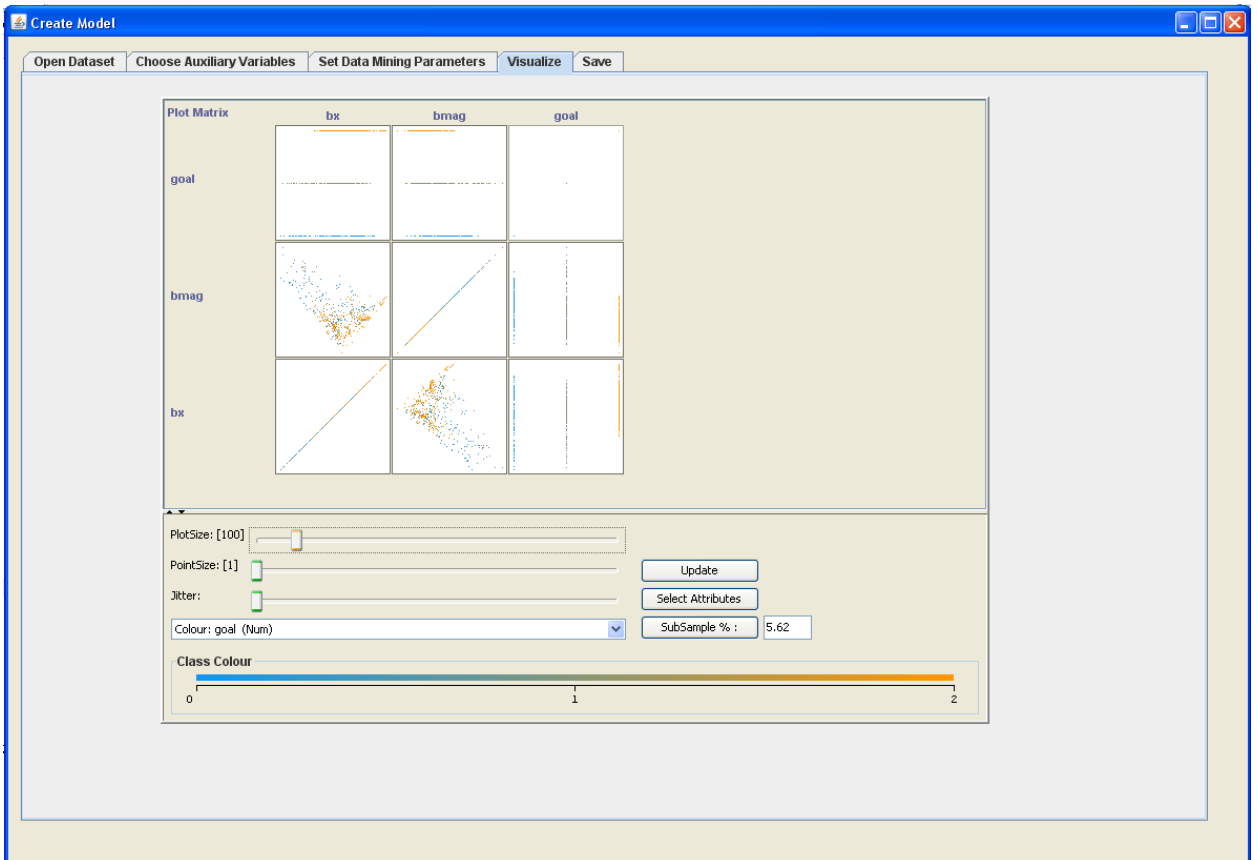 Create Model
Open Dataset Choose Auxiliary Variables Set Data Mining Parameters Visualize Save
Plot Matrix bx bmag goal
goal
bmag
bx
PlotSize: [100]
PointSize: [1] Update
Jitter: Select Attributes
Colour: goal (Num) SubSample % : 5.62
Class Colour
0 1 2